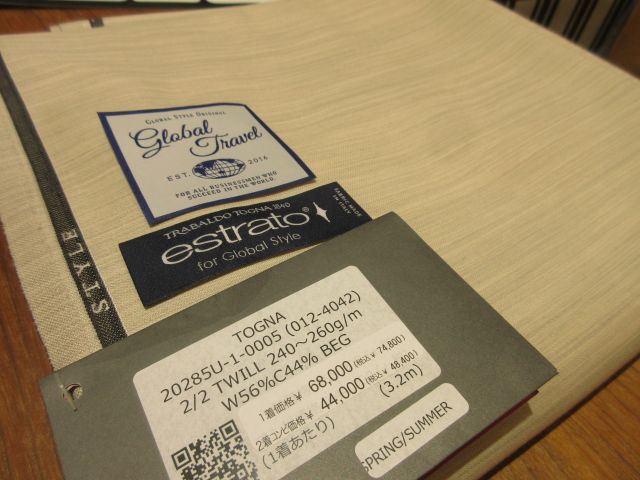 GLOBAL STYLE ORIGINAL
Global Travel
EST. 2016
FOR ALL BUSINESSMEN WHO
SUCCEED IN THE WORLD.
TRABALDO TOGNA 1840
estrato®
for Global Style
FABRIC MADE
IN ITALY
STYLE
TOGNA
20285U-1-0005 (012-4042)
2/2 TWILL 240～260g/m
W56%C44% BEG
1着価格¥ 68,000 (税込¥ 74,800)
2着コンビ価格¥ 44,000 (税込¥ 48,400)
(1着あたり) (3.2m)
SPRING/SUMMER